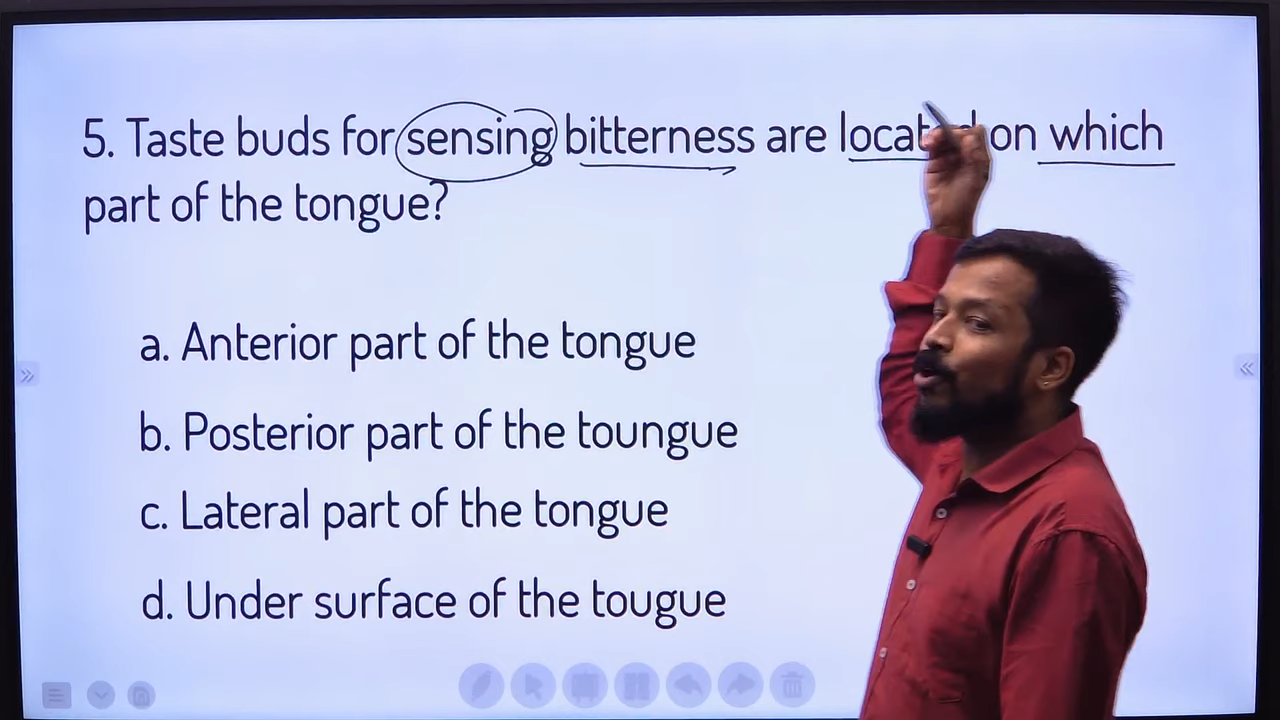 5. Taste buds for sensing bitterness are located on which
part of the tongue?
a. Anterior part of the tongue
b. Posterior part of the toungue
c. Lateral part of the tongue
d. Under surface of the tougue